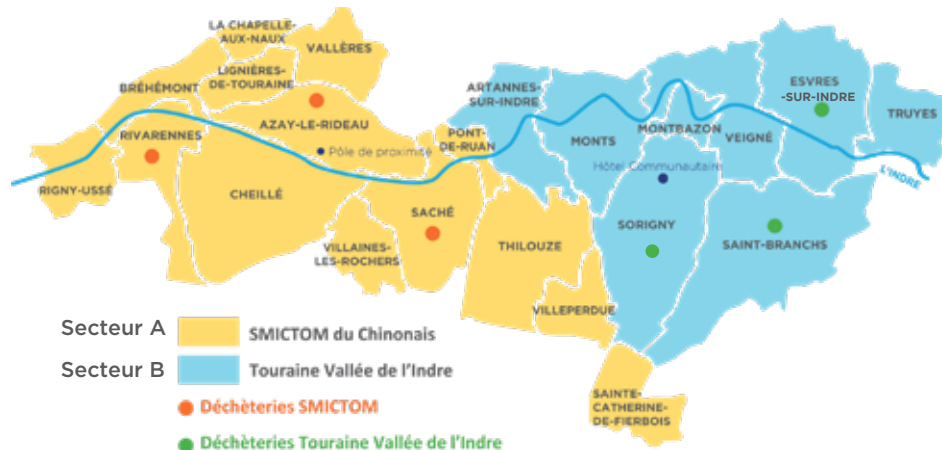 LA CHAPELLE-
AUX-NAUX
VALLÈRES
LIGNIÈRES-
DE-TOURAINE
BRÉHÉMONT
AZAY-LE-RIDEAU
RIVARENNES
Pôle de proximité
PONT-
DE-RUAN
RIGNY-USSÉ
CHEILLÉ
SACHÉ
VILLAINES-
LES-ROCHERS
THILOUZE
VILLEPERDUE
ARTANNES-
SUR-INDRE
MONTS
MONTBAZON
VEIGNÉ
ESVRES
-SUR-INDRE
TRUYES
L'INDRE
Hôtel Communautaire
SORIGNY
SAINT-BRANCHS
SAINTE-
CATHERINE-
DE-FIERBOIS
Secteur A
SMICTOM du Chinonais
Secteur B
Touraine Vallée de l'Indre
Déchèteries SMICTOM
Déchèteries Touraine Vallée de l'Indre